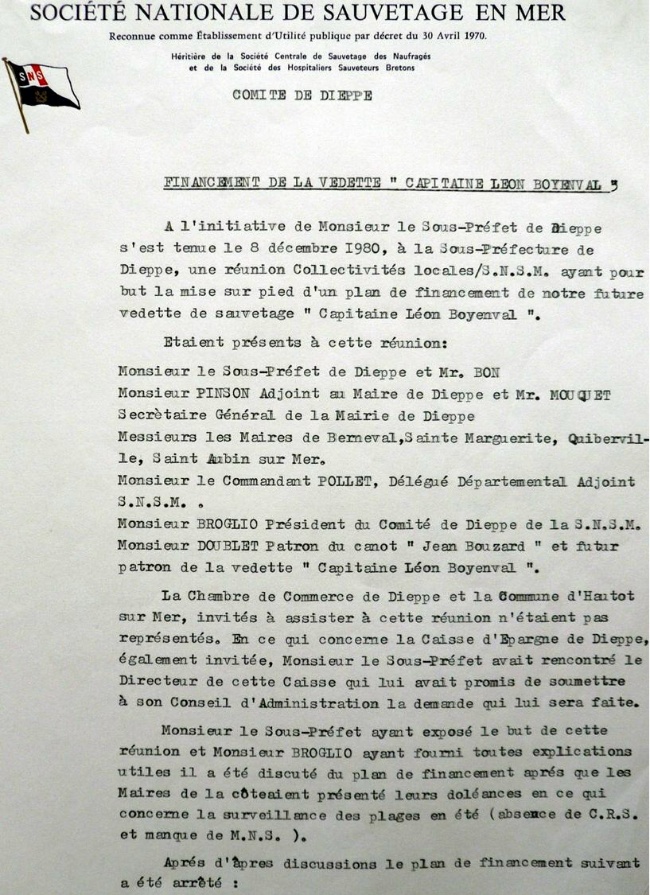 SOCIÉTÉ NATIONALE DE SAUVETAGE EN MER
Reconnue comme Établissement d'Utilité publique par décret du 30 Avril 1970.
Héritière de la Société Centrale de Sauvetage des Naufragés
et de la Société des Hospitaliers Sauveteurs Bretons
SNS
COMITE DE DIEPPE
FINANCEMENT DE LA VEDETTE " CAPITAINE LEON BOYENVAL "
A l'initiative de Monsieur le Sous-Préfet de Dieppe
s'est tenue le 8 décembre I980, à la Sous-Préfecture de
Dieppe, une réunion Collectivités locales/S.N.S.M. ayant pour
but la mise sur pied d'un plan de financement de notre future
vedette de sauvetage " Capitaine Léon Boyenval ".
Etaient présents à cette réunion:
Monsieur le Sous-Préfet de Dieppe et Mr. BON
Monsieur PINSON Adjoint au Maire de Dieppe et Mr. MOUQUET
Secrètaire Général de la Mairie de Dieppe
Messieurs les Maires de Berneval,Sainte Marguerite, Quibervil-
le, Saint Aubin sur Mer.
Monsieur le Commandant POLLET, Délégué Départemental Adjoint
S.N.S.M. .
Monsieur BROGLIO Président du Comité de Dieppe de la S.N.S.M.
Monsieur DOUBLET Patron du canot " Jean Bouzard " et futur
patron de la vedette " Capitaine Léon Boyenval ".
La Chambre de Commerce de Dieppe et la Commune d'Hautot
sur Mer, invités à assister à cette réunion n'étaient pas
représentés. En ce qui concerne la Caisse d'Epargne de Dieppe,
également invitée, Monsieur le Sous-Préfet avait rencontré le
Directeur de cette Caisse qui lui avait promis de soumettre
à son Conseil d'Administration la demande qui lui sera faite.
Monsieur le Sous-Préfet ayant exposé le but de cette
réunion et Monsieur BROGLIO ayant fourni toutes explications
utiles il a été discuté du plan de financement aprés que les
Maires de la côteaient présenté leurs doléances en ce qui
concerne la surveillance des plages en été (absence de C.R.S.
et manque de M.N.S. ).
Aprés d'âpres discussions le plan de financement suivant
a été arrêté :